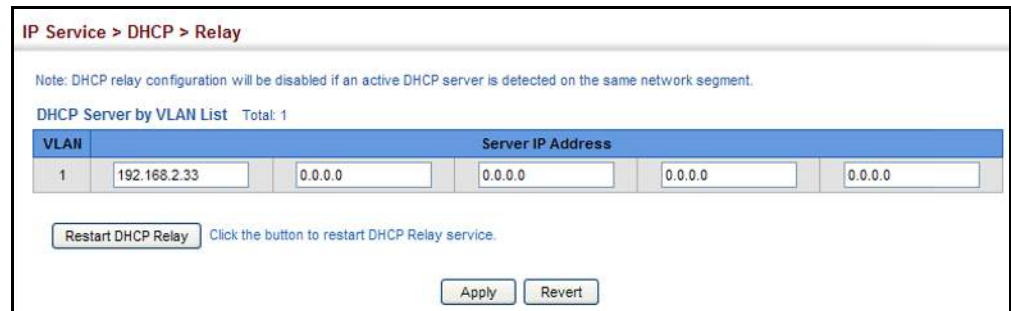 IP Service > DHCP > Relay
Note: DHCP relay configuration will be disabled if an active DHCP server is detected on the same network segment.
DHCP Server by VLAN List Total: 1
VLAN Server IP Address
1 192.168.2.33 0.0.0.0 0.0.0.0 0.0.0.0 0.0.0.0
Restart DHCP Relay Click the button to restart DHCP Relay service.
Apply Revert